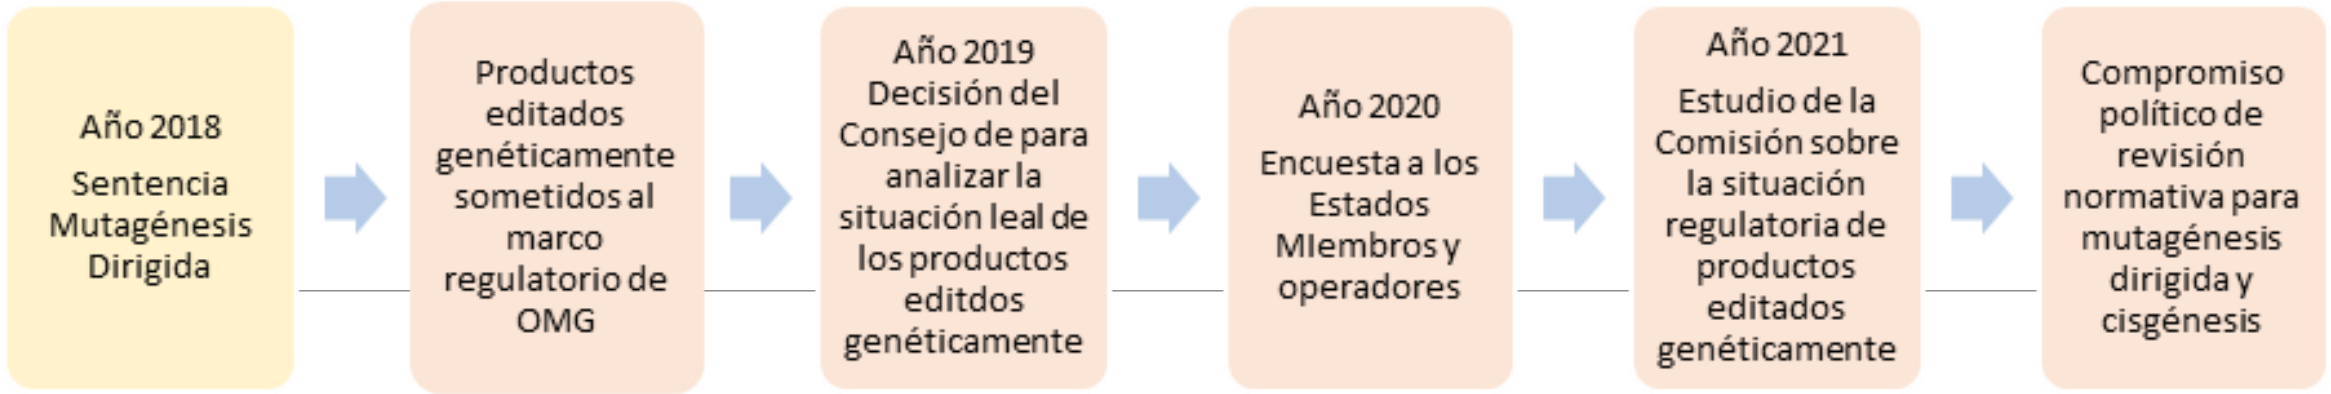 Año 2018
Sentencia
Mutagénesis
Dirigida
Productos
editados
genéticamente
sometidos al
marco
regulatorio de
OMG
Año 2019
Decisión del
Consejo de para
analizar la
situación leal de
los productos
editdos
genéticamente
Año 2020
Encuesta a los
Estados
MIembros y
operadores
Año 2021
Estudio de la
Comisión sobre
la situación
regulatoria de
productos
editados
genéticamente
Compromiso
político de
revisión
normativa para
mutagénesis
dirigida y
cisgénesis